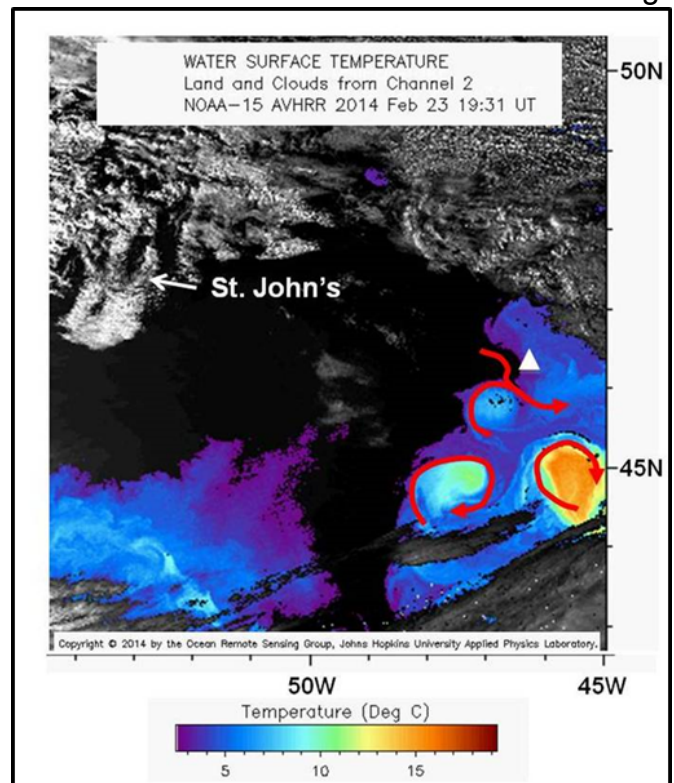 WATER SURFACE TEMPERATURE
Land and Clouds from Channel 2
NOAA-15 AVHRR 2014 Feb 23 19:31 UT
50N
St. John's
45N
Copyright © 2014 by the Ocean Remote Sensing Group, Johns Hopkins University Applied Physics Laboratory.
50W
45W
Temperature (Deg C)
5
10
15